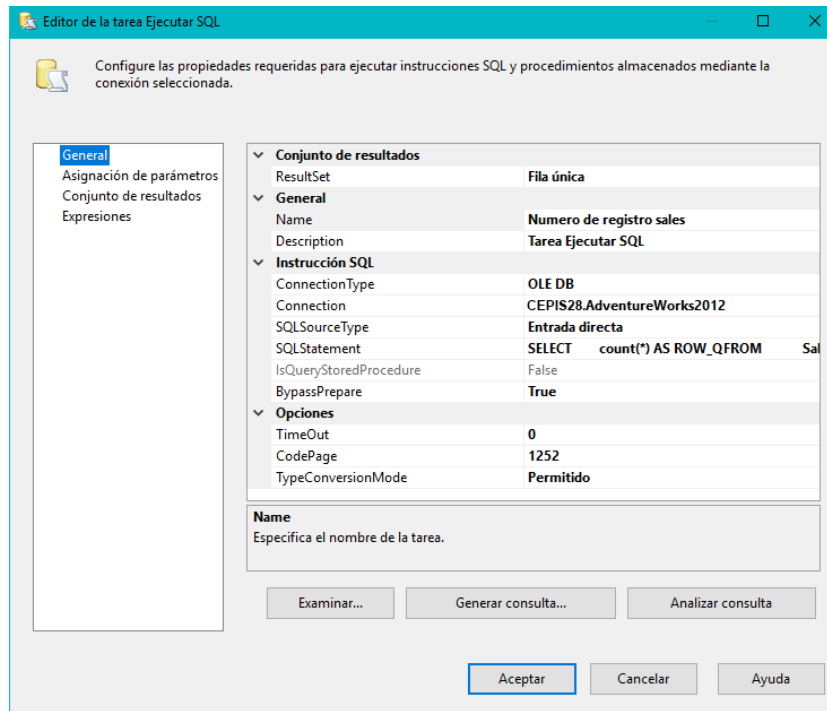 Editor de la tarea Ejecutar SQL
Configure las propiedades requeridas para ejecutar instrucciones SQL y procedimientos almacenados mediante la
conexión seleccionada.
General
Asignación de parámetros
Conjunto de resultados
Expresiones
Conjunto de resultados
ResultSet Fila única
General
Name Numero de registro sales
Description Tarea Ejecutar SQL
Instrucción SQL
ConnectionType OLE DB
Connection CEPIS28.AdventureWorks2012
SQLSourceType Entrada directa
SQLStatement SELECT count(*) AS ROW_QFROM Sal
IsQueryStoredProcedure False
BypassPrepare True
Opciones
TimeOut 0
CodePage 1252
TypeConversionMode Permitido
Name
Especifica el nombre de la tarea.
Examinar... Generar consulta... Analizar consulta
Aceptar Cancelar Ayuda